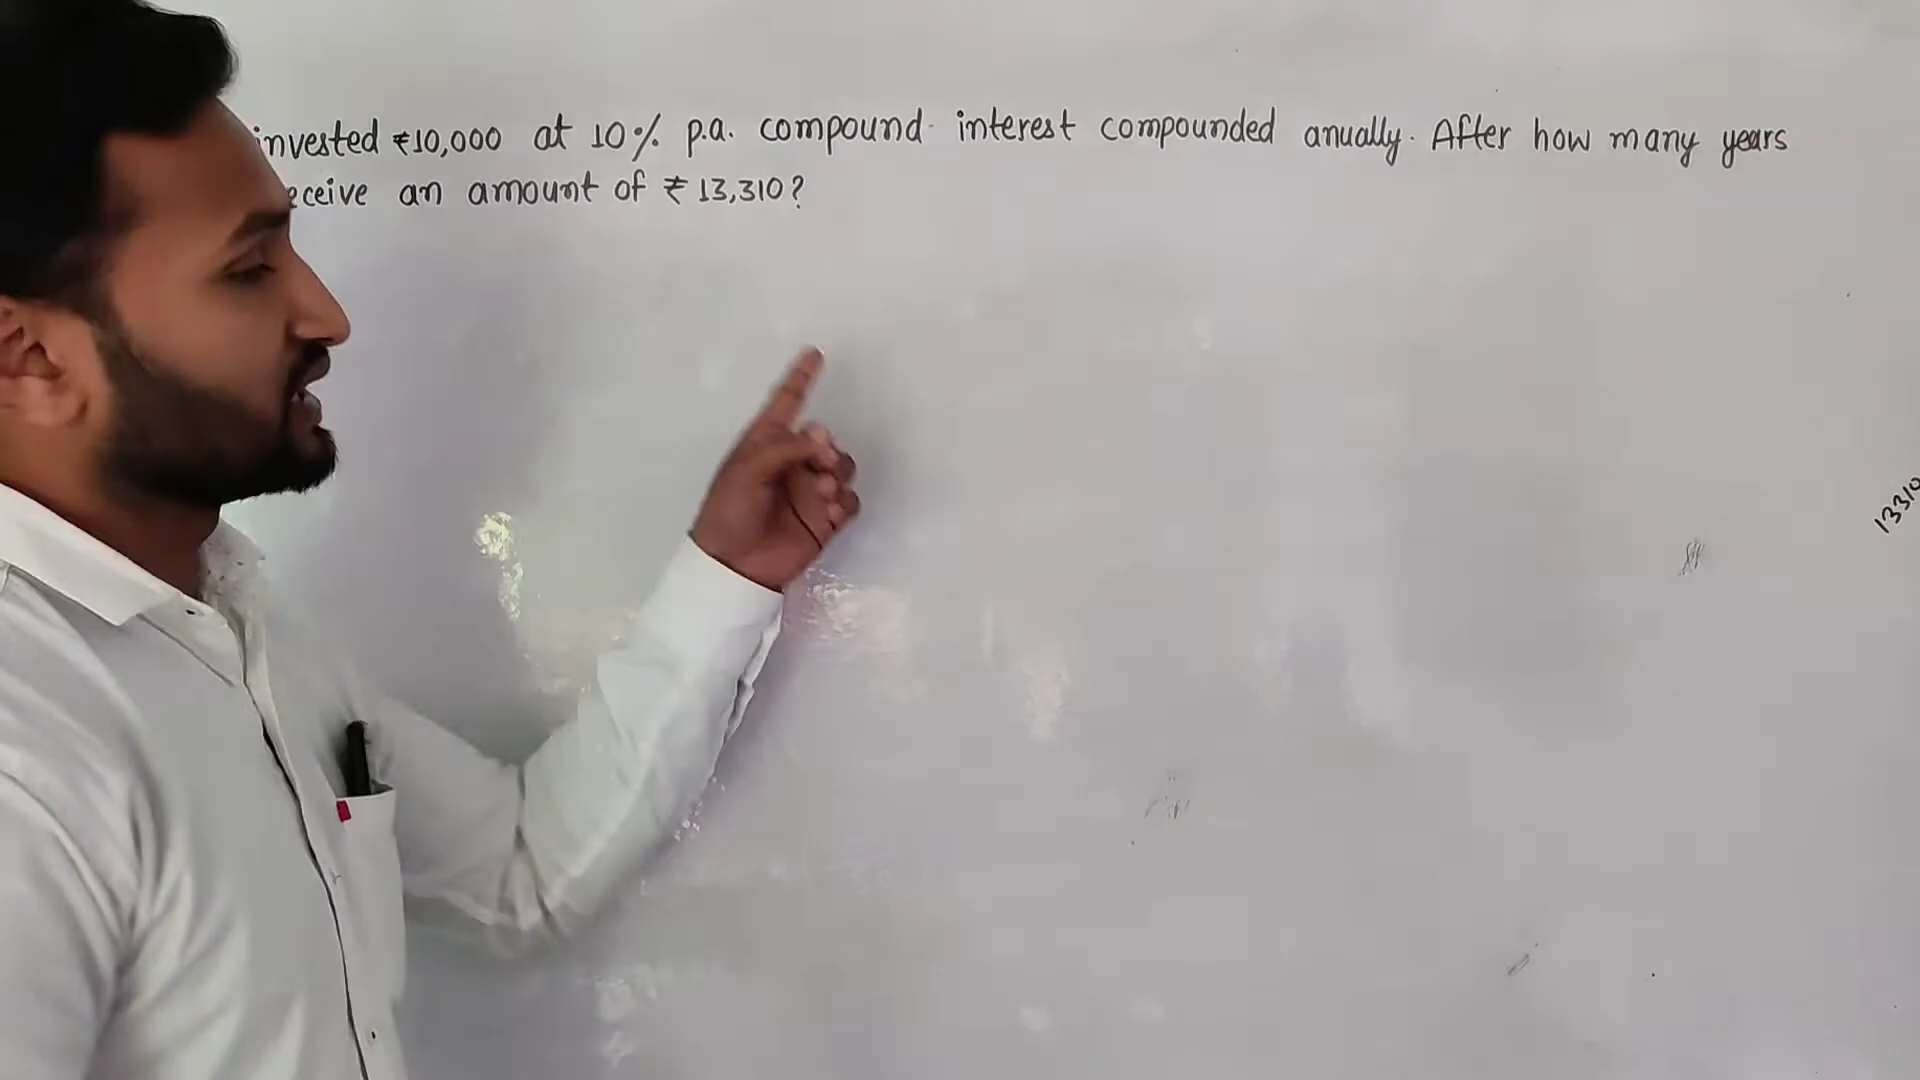 invested ₹10,000 at 10% p.a. compound interest compounded anually. After how many years
eceive an amount of ₹ 13,310?
13310